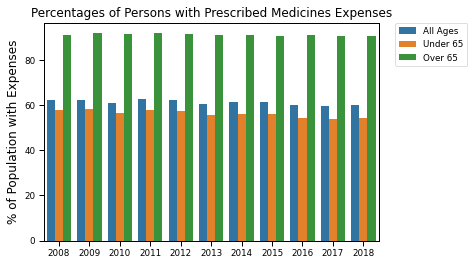 Percentages of Persons with Prescribed Medicines Expenses
All Ages
Under 65
Over 65
% of Population with Expenses
80
60
40
20
0
2008 2009 2010 2011 2012 2013 2014 2015 2016 2017 2018